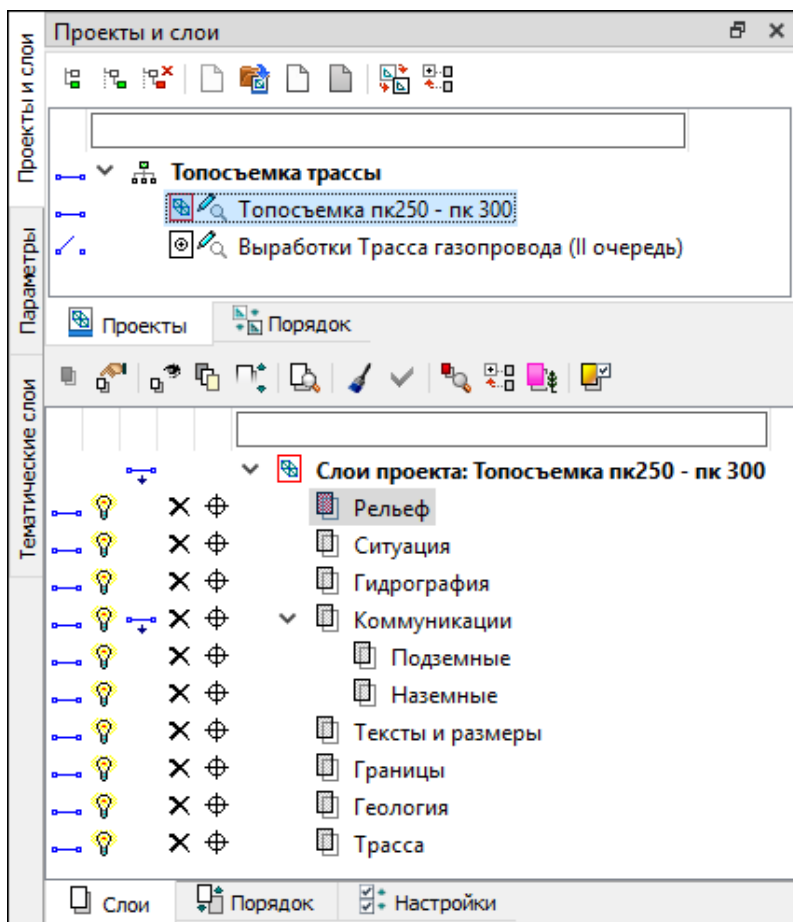 Проекты и слои
Проекты и слои
Параметры
Тематические слои
Топосъемка трассы
Топосъемка пк250 - пк 300
Выработки Трасса газопровода (II очередь)
Проекты
Порядок
Слои проекта: Топосъемка пк250 - пк 300
Рельеф
Ситуация
Гидрография
Коммуникации
Подземные
Наземные
Тексты и размеры
Границы
Геология
Трасса
Слои
Порядок
Настройки